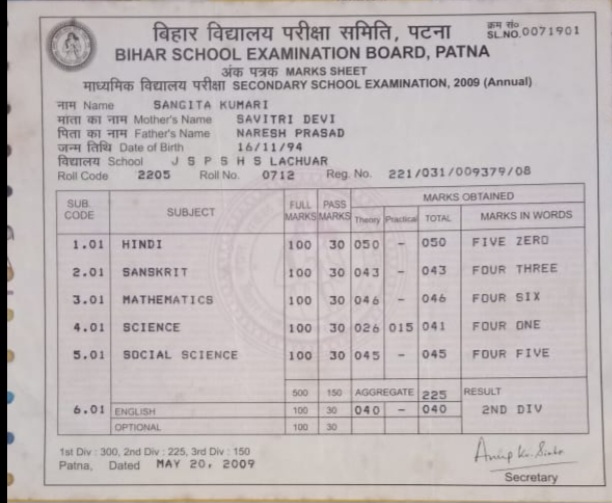 बिहार विद्यालय परीक्षा समिति, पटना
क्रम सं०
SL.NO. 0071901
BIHAR SCHOOL EXAMINATION BOARD, PATNA
अंक पत्रक MARKS SHEET
माध्यमिक विद्यालय परीक्षा SECONDARY SCHOOL EXAMINATION, 2009 (Annual)
नाम Name SANGITA KUMARI
माता का नाम Mother's Name SAVITRI DEVI
पिता का नाम Father's Name NARESH PRASAD
जन्म तिथि Date of Birth 16/11/94
विद्यालय School J S P S H S LACHUAR
Roll Code 2205 Roll No. 0712 Reg. No. 221/031/009379/08
SUB. CODE SUBJECT FULL MARKS PASS MARKS MARKS OBTAINED
Theory Practical TOTAL MARKS IN WORDS
1.01 HINDI 100 30 050 - 050 FIVE ZERO
2.01 SANSKRIT 100 30 043 - 043 FOUR THREE
3.01 MATHEMATICS 100 30 046 - 046 FOUR SIX
4.01 SCIENCE 100 30 026 015 041 FOUR ONE
5.01 SOCIAL SCIENCE 100 30 045 - 045 FOUR FIVE
500 150 AGGREGATE 225 RESULT
6.01 ENGLISH 100 30 040 - 040 2ND DIV
OPTIONAL 100 30
1st Div : 300, 2nd Div : 225, 3rd Div : 150
Patna, Dated MAY 20, 2009
Secretary